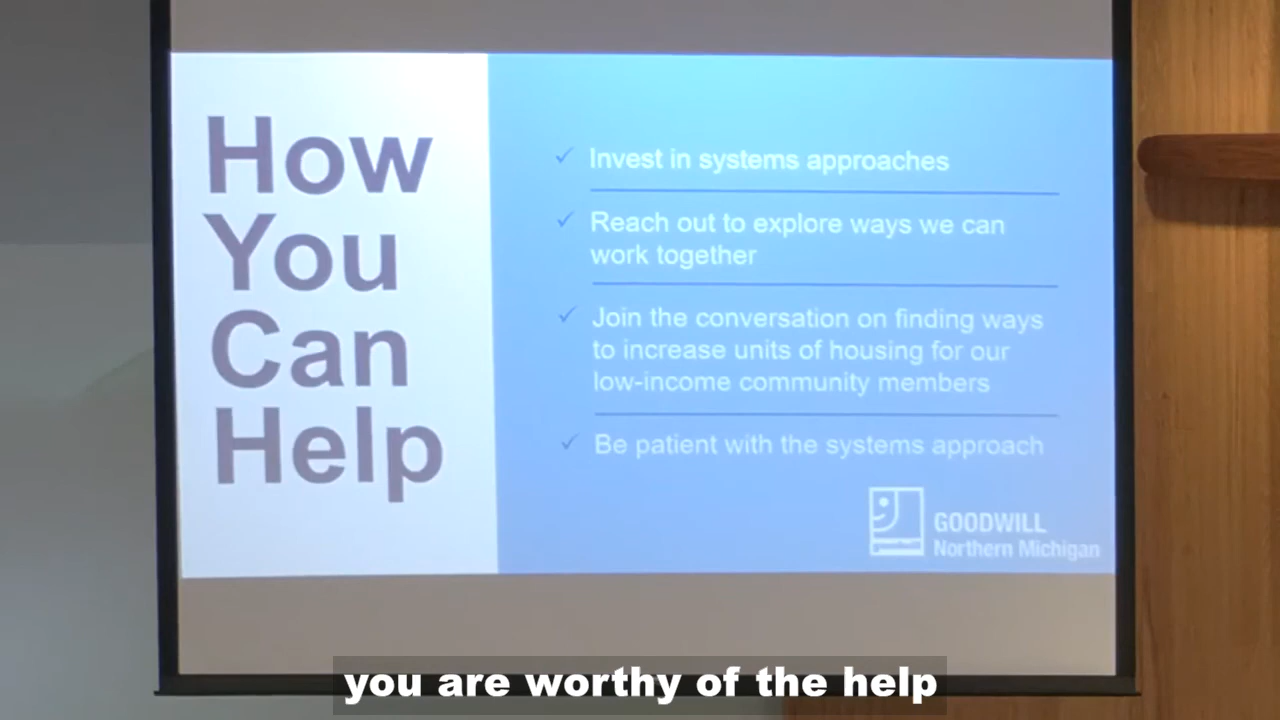 How
You
Can
Help
✓ Invest in systems approaches
✓ Reach out to explore ways we can
work together
✓ Join the conversation on finding ways
to increase units of housing for our
low-income community members
✓ Be patient with the systems approach
GOODWILL
Northern Michigan
you are worthy of the help